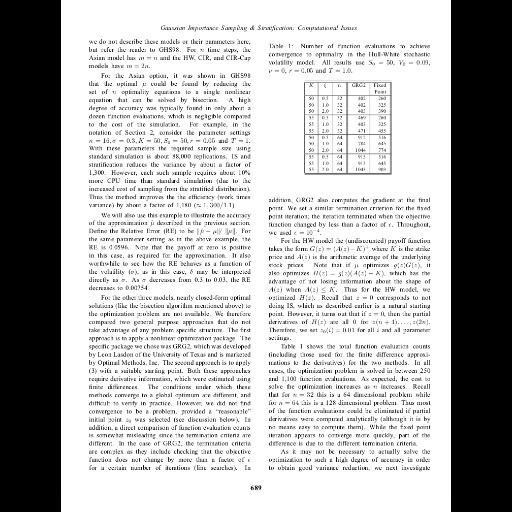 Gaussian Importance Sampling & Stratification: Computational Issues
we do not describe these models or their parameters here,
but refer the reader to GHS98. For n time steps, the
Asian model has m = n and the HW, CIR, and CIR-Cap
models have m = 2n.
For the Asian option, it was shown in GHS98
that the optimal μ could be found by reducing the
set of n optimality equations to a single nonlinear
equation that can be solved by bisection. A high
degree of accuracy was typically found in only about a
dozen function evaluations, which is negligible compared
to the cost of the simulation. For example, in the
notation of Section 2, consider the parameter settings
n = 16, σ = 0.3, K = 50, S₀ = 50, r = 0.05 and T = 1.
With these parameters the required sample size using
standard simulation is about 88,000 replications. IS and
stratification reduces the variance by about a factor of
1,300. However, each such sample requires about 10%
more CPU time than standard simulation (due to the
increased cost of sampling from the stratified distribution).
Thus the method improves the the efficiency (work times
variance) by about a factor of 1,180 (≈ 1,300/1.1).
We will also use this example to illustrate the accuracy
of the approximation μ̂ described in the previous section.
Define the Relative Error (RE) to be ||μ̂ − μ||/ ||μ||. For
the same parameter setting as in the above example, the
RE is 0.0596. Note that the payoff at zero is positive
in this case, as required for the approximation. It also
worthwhile to see how the RE behaves as a function of
the volatility (σ), as in this case, δ may be interpreted
directly as σ. As σ decreases from 0.3 to 0.03, the RE
decreases to 0.00754.
For the other three models, nearly closed-form optimal
solutions (like the bisection algorithm mentioned above) to
the optimization problem are not available. We therefore
compared two general purpose approaches that do not
take advantage of any problem specific structure. The first
approach is to apply a nonlinear optimization package. The
specific package we chose was GRG2, which was developed
by Leon Lasdon of the University of Texas and is marketed
by Optimal Methods, Inc. The second approach is to apply
(3) with a suitable starting point. Both these approaches
require derivative information, which were estimated using
finite differences. The conditions under which these
methods converge to a global optimum are different, and
difficult to verify in practice. However, we did not find
convergence to be a problem, provided a "reasonable"
initial point z₀ was selected (see discussion below). In
addition, a direct comparison of function evaluation counts
is somewhat misleading since the termination criteria are
different. In the case of GRG2, the termination criteria
are complex as they include checking that the objective
function does not change by more than a factor of ε
for a certain number of iterations (line searches). In
Table 1: Number of function evaluations to achieve
convergence to optimality in the Hull-White stochastic
volatility model. All results use S₀ = 50, V₀ = 0.09,
ν = 0, r = 0.05 and T = 1.0.
K ξ n GRG2 Fixed
Point
50 0.5 32 402 260
50 1.0 32 402 325
50 2.0 32 403 390
55 0.5 32 469 260
55 1.0 32 403 325
55 2.0 32 471 455
50 0.5 64 915 516
50 1.0 64 784 645
50 2.0 64 1044 774
55 0.5 64 915 516
55 1.0 64 915 645
55 2.0 64 1045 903
addition, GRG2 also computes the gradient at the final
point. We set a similar termination criterion for the fixed
point iteration; the iteration terminated when the objective
function changed by less than a factor of ε. Throughout,
we used ε = 10⁻⁴.
For the HW model the (undiscounted) payoff function
takes the form G(z) = (A(z)−K)⁺ where K is the strike
price and A(z) is the arithmetic average of the underlying
stock prices. Note that if μ optimizes g(z)G(z), it
also optimizes H(z) = g(z)(A(z) − K), which has the
advantage of not losing information about the shape of
A(z) when A(z) ≤ K. Thus for the HW model, we
optimized H(z). Recall that z = 0 corresponds to not
doing IS, which as described earlier is a natural starting
point. However, it turns out that if z = 0, then the partial
derivatives of H(z) are all 0 for z(n + 1), . . . , z(2n).
Therefore, we set z₀(i) = 0.01 for all i and all parameter
settings.
Table 1 shows the total function evaluation counts
(including those used for the finite difference approxi-
mations to the derivatives) for the two methods. In all
cases, the optimization problem is solved in between 250
and 1,100 function evaluations. As expected, the cost to
solve the optimization increases as n increases. Recall
that for n = 32 this is a 64 dimensional problem while
for n = 64 this is a 128 dimensional problem. Thus most
of the function evaluations could be eliminated if partial
derivatives were computed analytically (although it is by
no means easy to compute them). While the fixed point
iteration appears to converge more quickly, part of the
difference is due to the different termination criteria.
As it may not be necessary to actually solve the
optimization to such a high degree of accuracy in order
to obtain good variance reduction, we next investigate
689